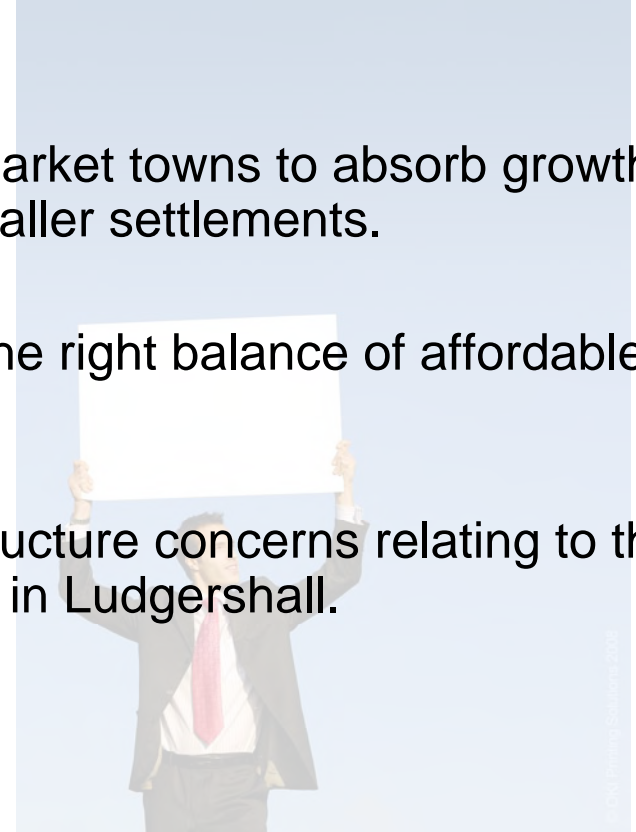 arket towns to absorb growth
aller settlements.
he right balance of affordable
ucture concerns relating to th
in Ludgershall.